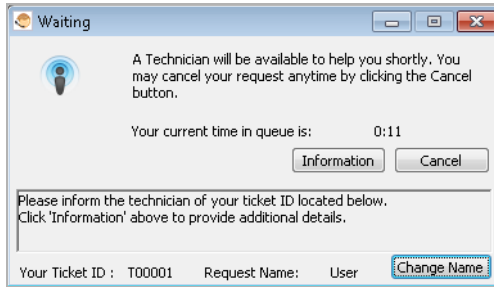 Waiting
A Technician will be available to help you shortly. You
may cancel your request anytime by clicking the Cancel
button.
Your current time in queue is: 0:11
Information Cancel
Please inform the technician of your ticket ID located below.
Click 'Information' above to provide additional details.
Your Ticket ID : T00001 Request Name: User Change Name